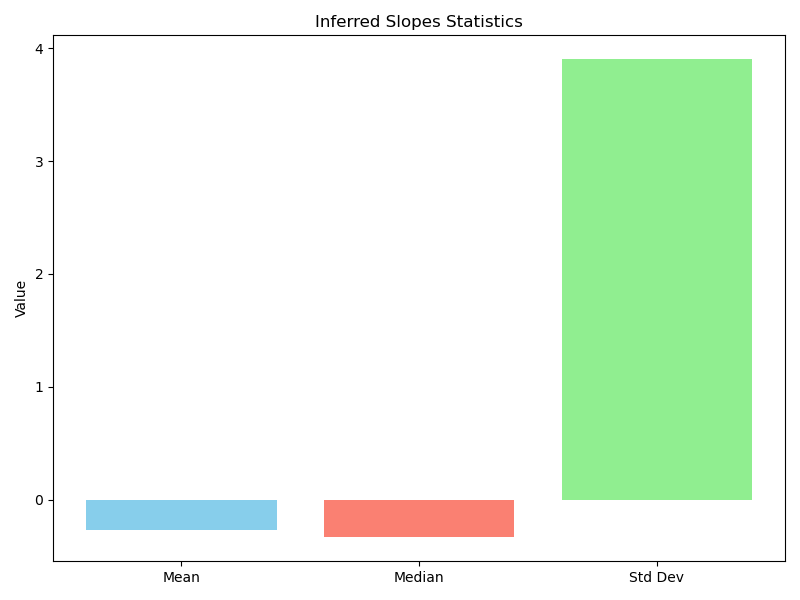 Inferred Slopes Statistics
4
3
2
1
0
Value
Mean
Median
Std Dev